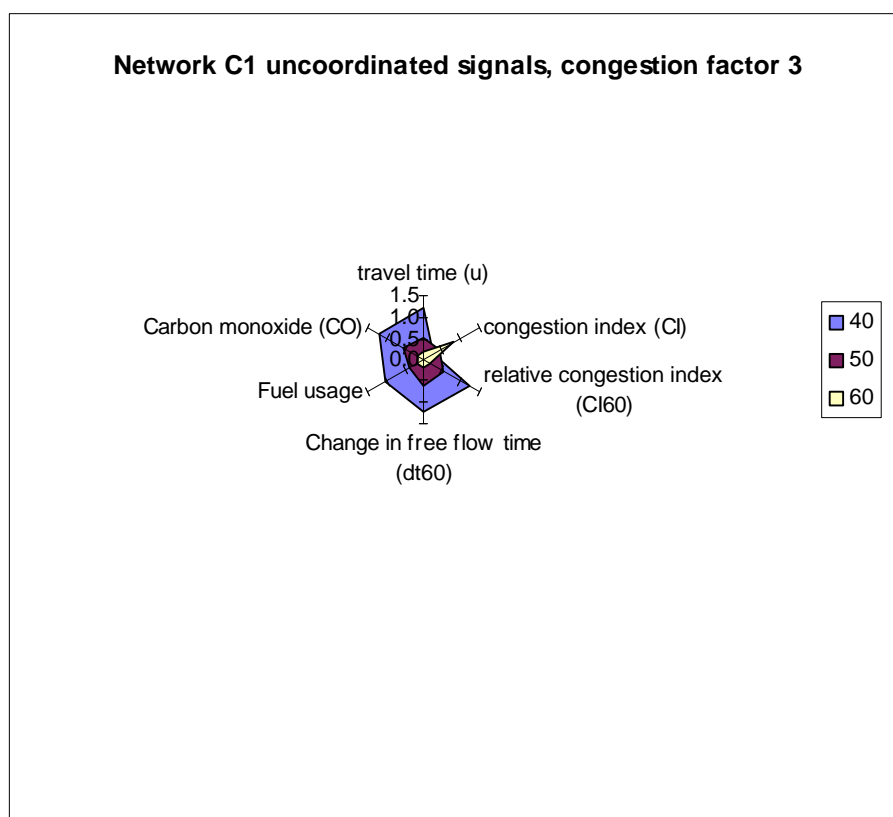 Network C1 uncoordinated signals, congestion factor 3
travel time (u)
1.5
1.0
0.5
0.0
Carbon monoxide (CO)
congestion index (CI)
Fuel usage
relative congestion index
(CI60)
Change in free flow time
(dt60)
40
50
60